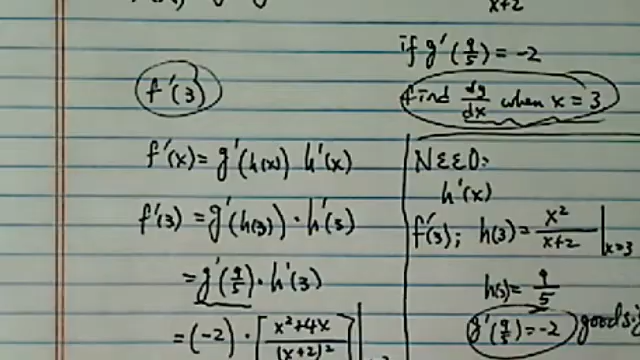 x+2
if g'(9/5) = -2
f'(3)
find dy/dx when x = 3
f'(x) = g'(h(x)) h'(x)
f'(3) = g'(h(3)) · h'(3)
= g'(9/5) · h'(3)
= (-2) · [x²+4x/(x+2)²]
NEED:
h'(x)
f'(3); h(3) = x²/x+2 |x=3
h(3) = 9/5
g'(9/5) = -2